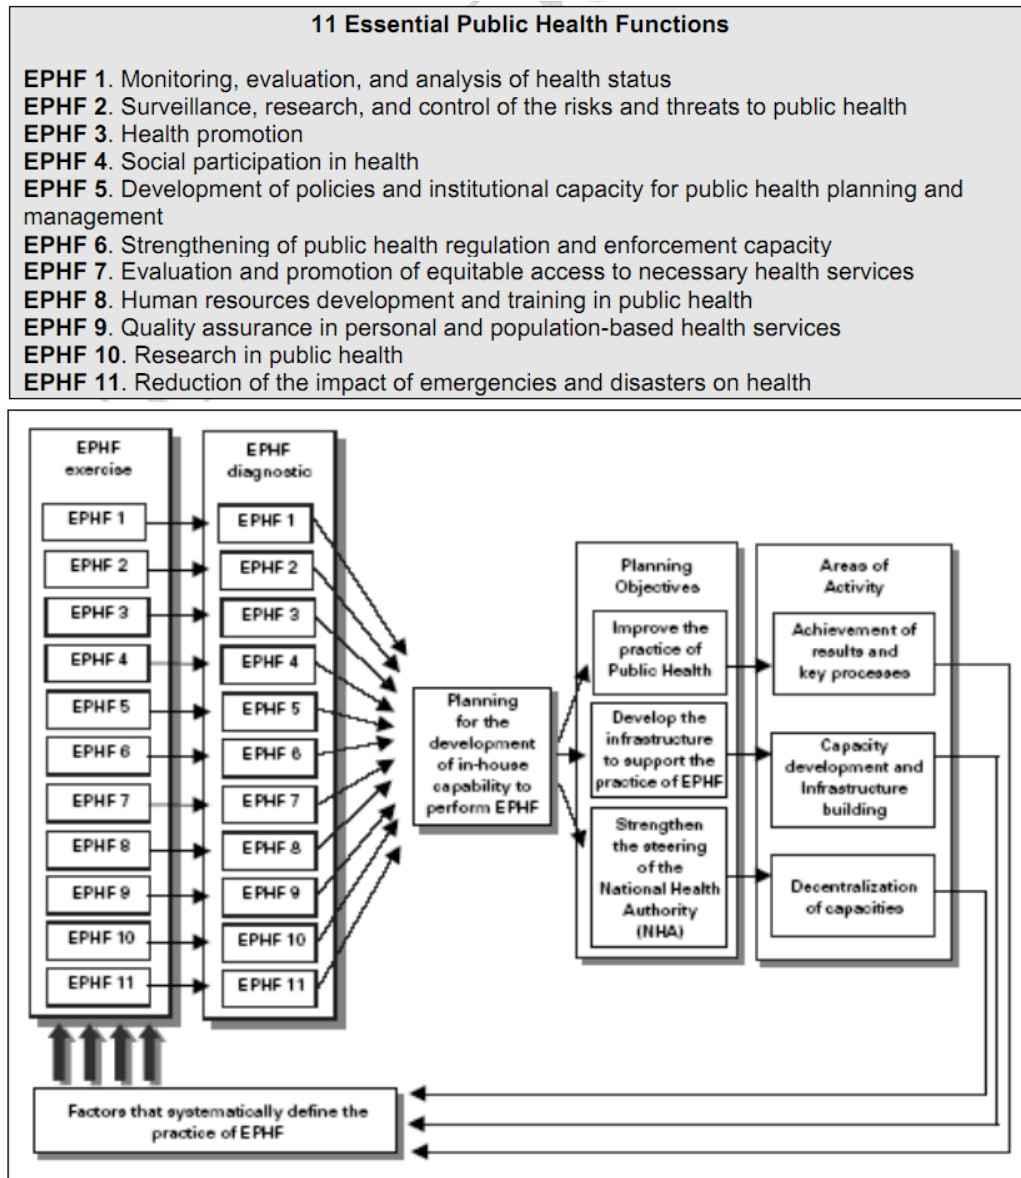 11 Essential Public Health Functions
EPHF 1. Monitoring, evaluation, and analysis of health status
EPHF 2. Surveillance, research, and control of the risks and threats to public health
EPHF 3. Health promotion
EPHF 4. Social participation in health
EPHF 5. Development of policies and institutional capacity for public health planning and
management
EPHF 6. Strengthening of public health regulation and enforcement capacity
EPHF 7. Evaluation and promotion of equitable access to necessary health services
EPHF 8. Human resources development and training in public health
EPHF 9. Quality assurance in personal and population-based health services
EPHF 10. Research in public health
EPHF 11. Reduction of the impact of emergencies and disasters on health
EPHF
exercise
EPHF 1
EPHF 2
EPHF 3
EPHF 4
EPHF 5
EPHF 6
EPHF 7
EPHF 8
EPHF 9
EPHF 10
EPHF 11
EPHF
diagnostic
EPHF 1
EPHF 2
EPHF 3
EPHF 4
EPHF 5
EPHF 6
EPHF 7
EPHF 8
EPHF 9
EPHF 10
EPHF 11
Planning
for the
development
of in-house
capability to
perform EPHF
Planning
Objectives
Improve the
practice of
Public Health
Develop the
infrastructure
to support the
practice of EPHF
Strengthen
the steering
of the
National Health
Authority
(NHA)
Areas of
Activity
Achievement of
results and
key processes
Capacity
development and
Infrastructure
building
Decentralization
of capacities
Factors that systematically define the
practice of EPHF